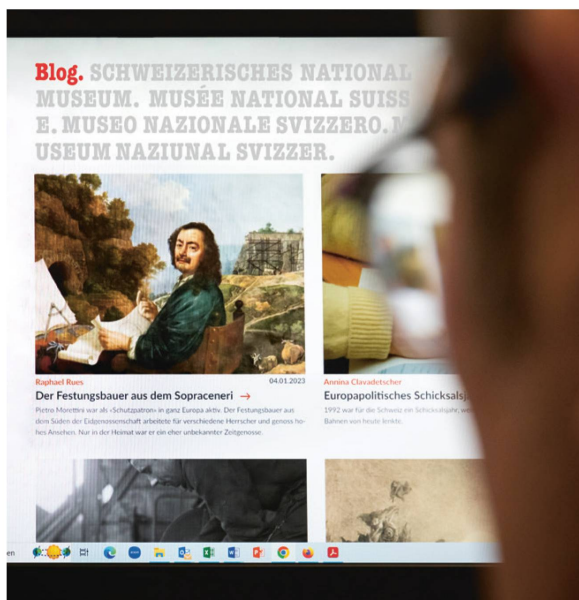 Blog. SCHWEIZERISCHES NATIONAL
MUSEUM. MUSÉE NATIONAL SUISS
E. MUSEO NAZIONALE SVIZZERO. M
USEUM NAZIUNAL SVIZZER.
Raphael Rues 04.01.2023
Der Festungsbauer aus dem Sopraceneri →
Pietro Morettini war als «Schutzpatron» in ganz Europa aktiv. Der Festungsbauer aus
dem Süden der Eidgenossenschaft arbeitete für verschiedene Herrscher und genoss ho-
hes Ansehen. Nur in der Heimat war er ein eher unbekannter Zeitgenosse.
Annina Clavadetscher
Europapolitisches Schicksalsj
1992 war für die Schweiz ein Schicksalsjahr,
Bahnen von heute lenkte.
en